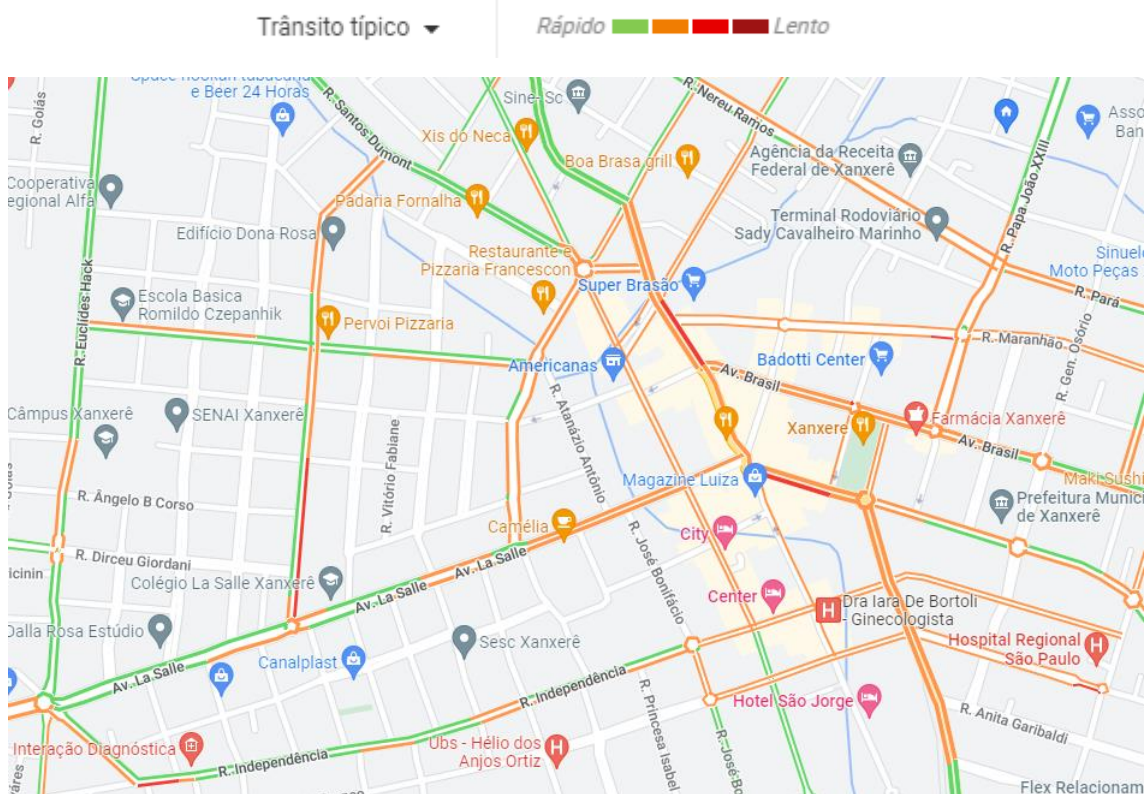 Trânsito típico
Rápido
Lento
e Beer 24 Horas
Sine-Sc
R. Nereu Ramos
R. Goiás
R. Santos Dumont
Xis do Neca
Boa Brasa grill
Agência da Receita
Federal de Xanxerê
R. Papa João XXIII
Cooperativa
egional Alfa
Padaria Fornalha
Edifício Dona Rosa
Terminal Rodoviário
Sady Cavalheiro Marinho
Restaurante e
Pizzaria Francescon
Sinuelo
Moto Peças
Super Brasão
R. Pará
R. Euclides Hack
Escola Basica
Romildo Czepanhik
Pervoi Pizzaria
R. Maranhão
R. Gen. Osório
Americanas
Badotti Center
Av. Brasil
R. Atanázio Antônio
Câmpus Xanxerê
SENAI Xanxerê
Xanxere
Farmácia Xanxerê
Av. Brasil
R. Vitório Fabiane
Magazine Luiza
Maki Sushi
R. Ângelo B Corso
Prefeitura Munici
de Xanxerê
Camélia
City
R. Dirceu Giordani
icinin
Av. La Salle
R. José Bonifácio
Colégio La Salle Xanxerê
Av. La Salle
Center
Dra Iara De Bortoli
- Ginecologista
Dalla Rosa Estúdio
Sesc Xanxerê
Hospital Regional
São Paulo
Canalplast
Av. La Salle
R. Independência
R. Princesa Isabel
Hotel São Jorge
R. Anita Garibaldi
Interação Diagnóstica
R. Independência
Ubs - Hélio dos
Anjos Ortiz
R. José Bo
Flex Relacionam